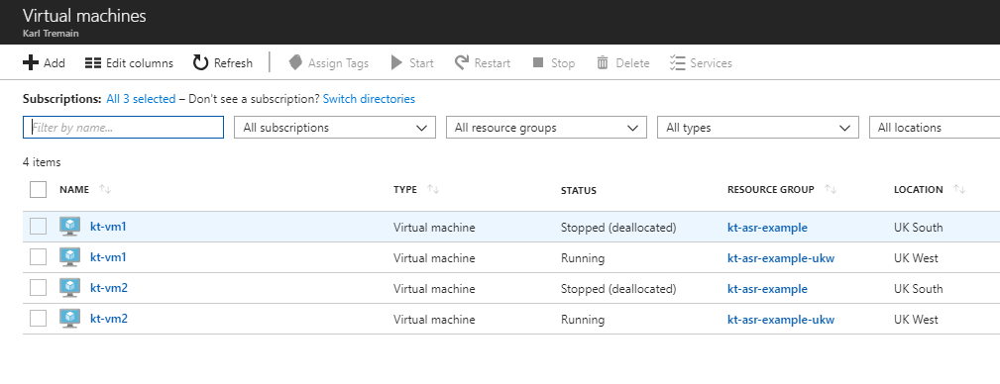 Virtual machines
Karl Tremain
Add Edit columns Refresh Assign Tags Start Restart Stop Delete Services
Subscriptions: All 3 selected – Don't see a subscription? Switch directories
Filter by name... All subscriptions All resource groups All types All locations
4 items
NAME TYPE STATUS RESOURCE GROUP LOCATION
kt-vm1 Virtual machine Stopped (deallocated) kt-asr-example UK South
kt-vm1 Virtual machine Running kt-asr-example-ukw UK West
kt-vm2 Virtual machine Stopped (deallocated) kt-asr-example UK South
kt-vm2 Virtual machine Running kt-asr-example-ukw UK West